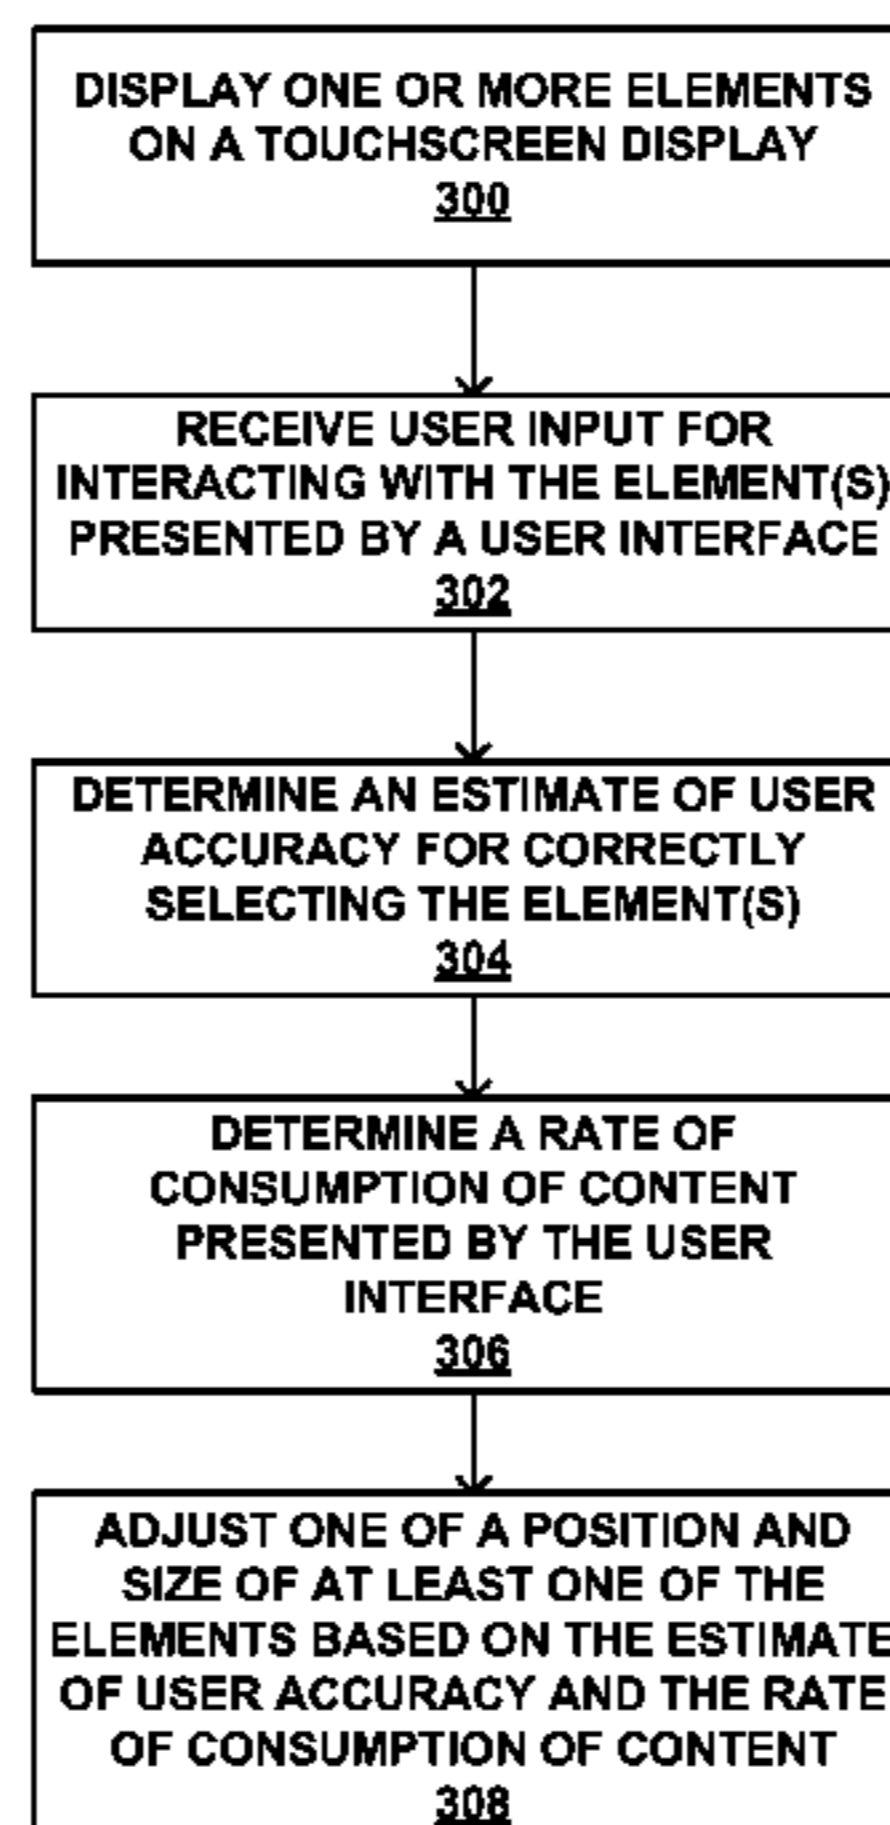 DISPLAY ONE OR MORE ELEMENTS
ON A TOUCHSCREEN DISPLAY
300
RECEIVE USER INPUT FOR
INTERACTING WITH THE ELEMENT(S)
PRESENTED BY A USER INTERFACE
302
DETERMINE AN ESTIMATE OF USER
ACCURACY FOR CORRECTLY
SELECTING THE ELEMENT(S)
304
DETERMINE A RATE OF
CONSUMPTION OF CONTENT
PRESENTED BY THE USER
INTERFACE
306
ADJUST ONE OF A POSITION AND
SIZE OF AT LEAST ONE OF THE
ELEMENTS BASED ON THE ESTIMATE
OF USER ACCURACY AND THE RATE
OF CONSUMPTION OF CONTENT
308